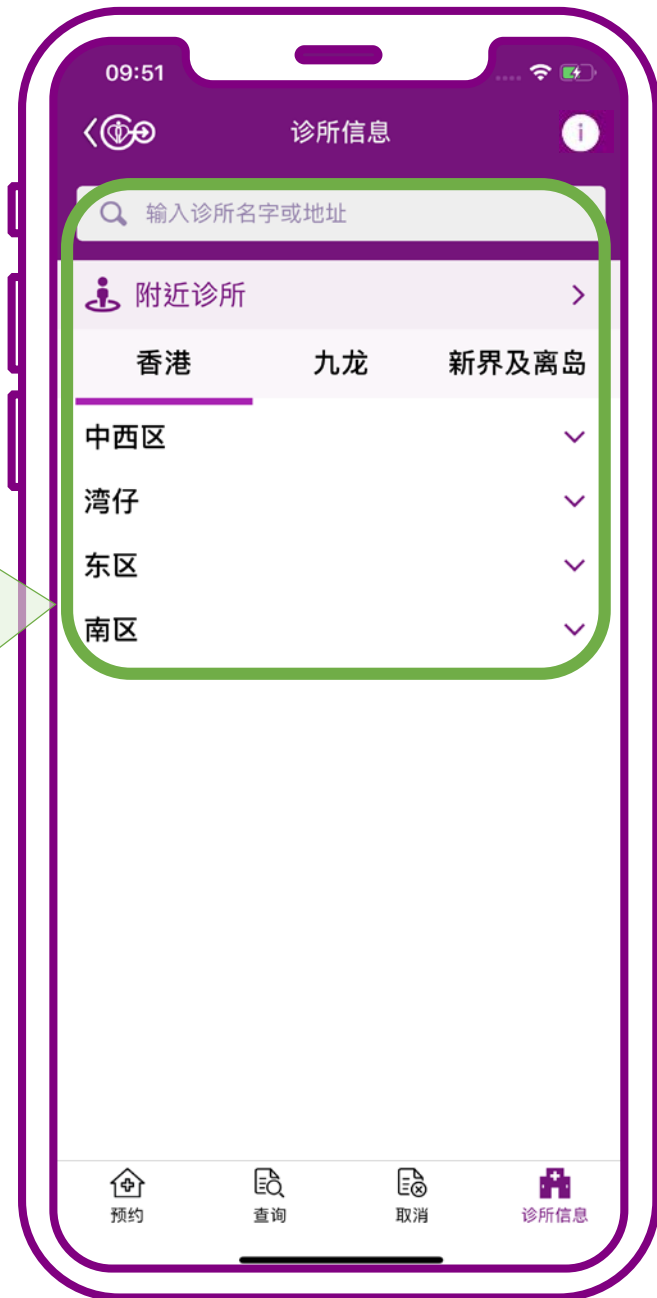 09:51
诊所信息
i
输入诊所名字或地址
附近诊所
香港 九龙 新界及离岛
中西区
湾仔
东区
南区
预约 查询 取消 诊所信息